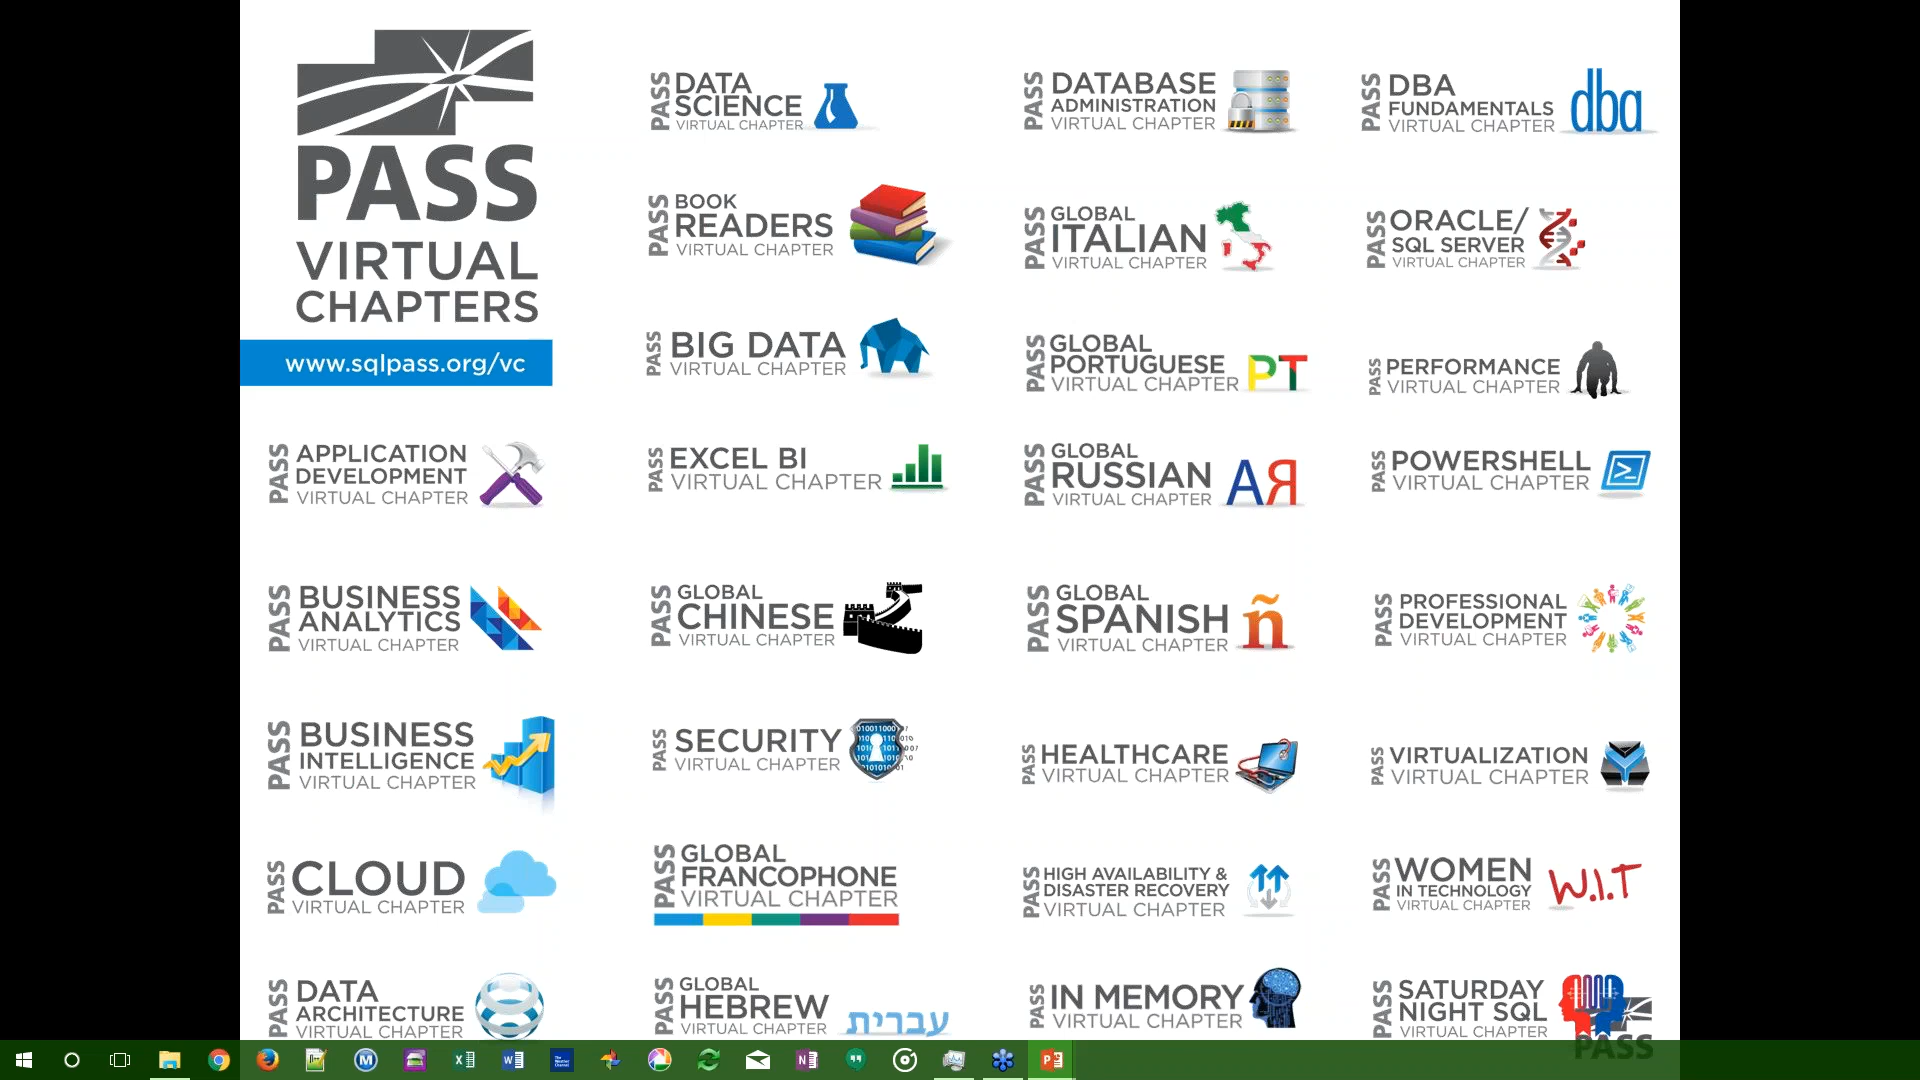 PASS
VIRTUAL
CHAPTERS
www.sqlpass.org/vc
PASS
APPLICATION
DEVELOPMENT
VIRTUAL CHAPTER
PASS
BUSINESS
ANALYTICS
VIRTUAL CHAPTER
PASS
BUSINESS
INTELLIGENCE
VIRTUAL CHAPTER
PASS
CLOUD
VIRTUAL CHAPTER
PASS
DATA
ARCHITECTURE
VIRTUAL CHAPTER
PASS
DATA
SCIENCE
VIRTUAL CHAPTER
PASS
BOOK
READERS
VIRTUAL CHAPTER
PASS
BIG DATA
VIRTUAL CHAPTER
PASS
EXCEL BI
VIRTUAL CHAPTER
PASS
GLOBAL
CHINESE
VIRTUAL CHAPTER
PASS
SECURITY
VIRTUAL CHAPTER
PASS
GLOBAL
FRANCOPHONE
VIRTUAL CHAPTER
PASS
GLOBAL
HEBREW
VIRTUAL CHAPTER
עברית
PASS
DATABASE
ADMINISTRATION
VIRTUAL CHAPTER
PASS
GLOBAL
ITALIAN
VIRTUAL CHAPTER
PASS
GLOBAL
PORTUGUESE
VIRTUAL CHAPTER
PT
PASS
GLOBAL
RUSSIAN
VIRTUAL CHAPTER
АЯ
PASS
GLOBAL
SPANISH
VIRTUAL CHAPTER
ñ
PASS
HEALTHCARE
VIRTUAL CHAPTER
PASS
HIGH AVAILABILITY &
DISASTER RECOVERY
VIRTUAL CHAPTER
PASS
IN MEMORY
VIRTUAL CHAPTER
PASS
DBA
FUNDAMENTALS
VIRTUAL CHAPTER
dba
PASS
ORACLE/
SQL SERVER
VIRTUAL CHAPTER
PASS
PERFORMANCE
VIRTUAL CHAPTER
PASS
POWERSHELL
VIRTUAL CHAPTER
PASS
PROFESSIONAL
DEVELOPMENT
VIRTUAL CHAPTER
PASS
VIRTUALIZATION
VIRTUAL CHAPTER
PASS
WOMEN
IN TECHNOLOGY
VIRTUAL CHAPTER
W.I.T
PASS
SATURDAY
NIGHT SQL
VIRTUAL CHAPTER
PASS